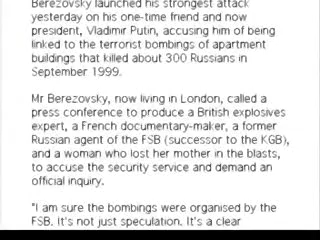 Berezovsky launched his strongest attack
yesterday on his one-time friend and now
president, Vladimir Putin, accusing him of being
linked to the terrorist bombings of apartment
buildings that killed about 300 Russians in
September 1999.
Mr Berezovsky, now living in London, called a
press conference to produce a British explosives
expert, a French documentary-maker, a former
Russian agent of the FSB (successor to the KGB),
and a woman who lost her mother in the blasts,
to accuse the security service and demand an
official inquiry.
"I am sure the bombings were organised by the
FSB. It's not just speculation. It's a clear